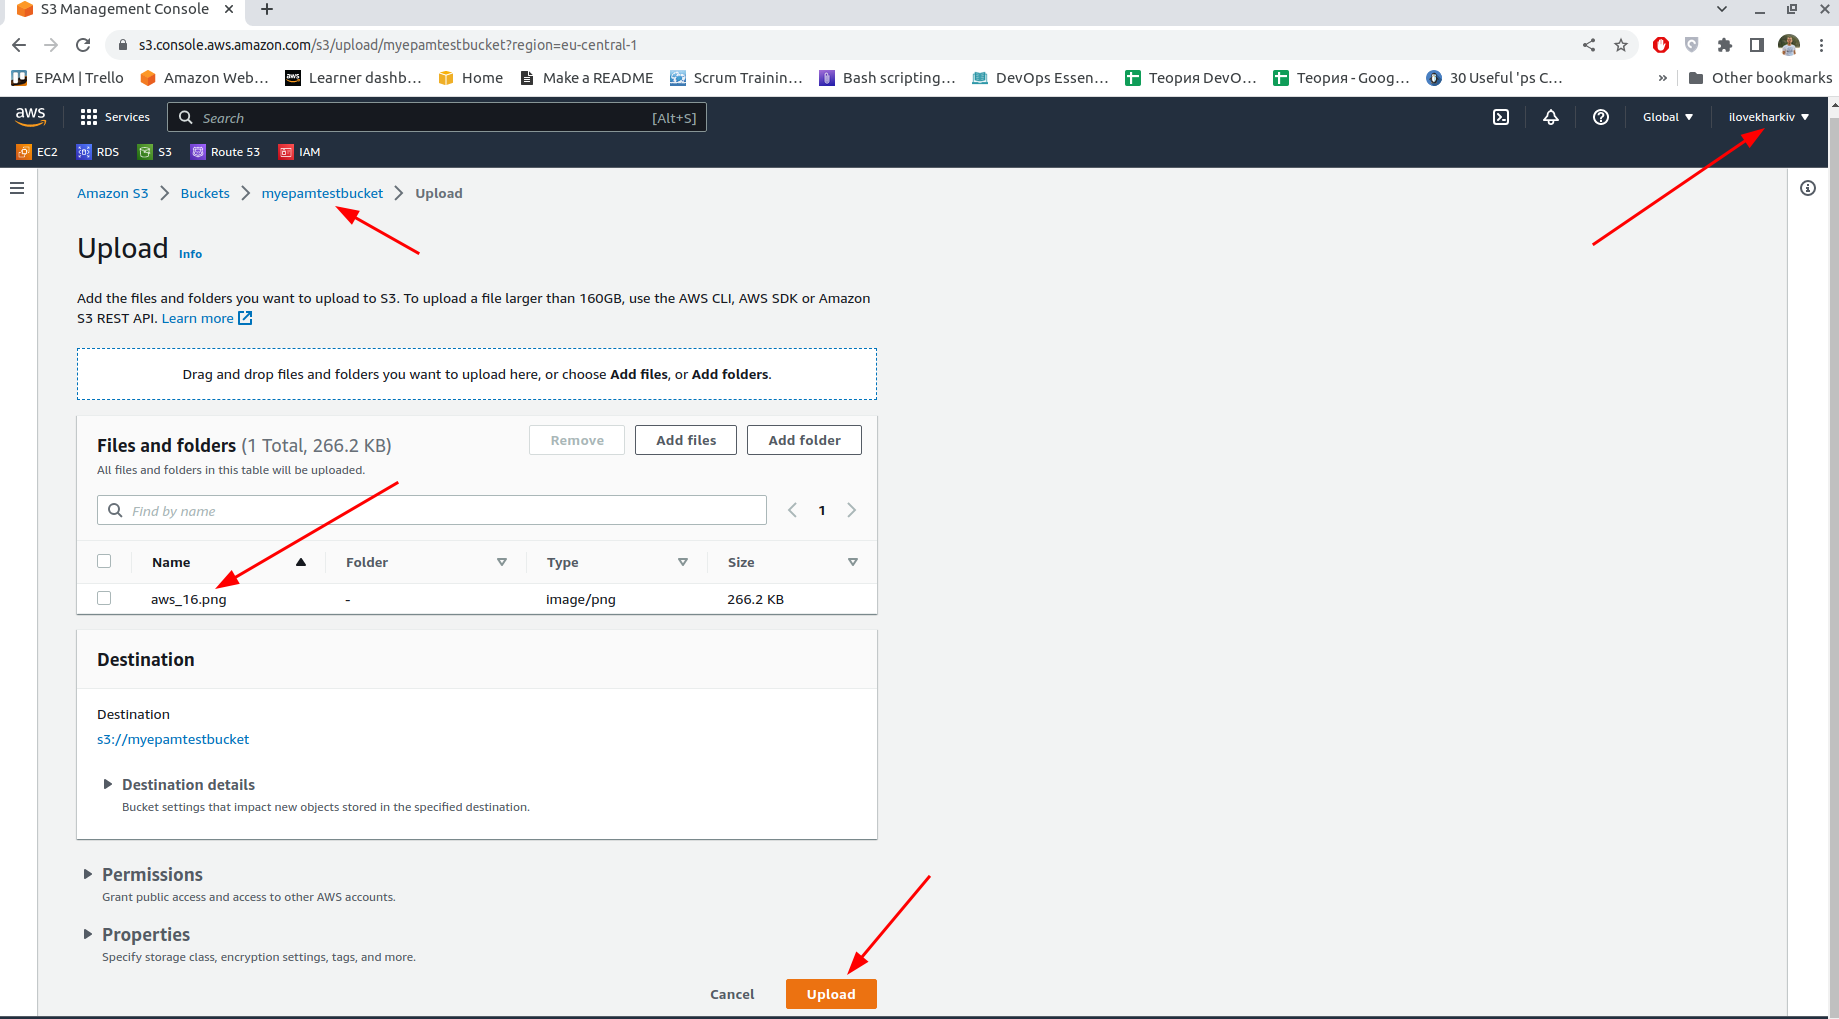 S3 Management Console
s3.console.aws.amazon.com/s3/upload/myepamtestbucket?region=eu-central-1
EPAM | Trello Amazon Web... Learner dashb... Home Make a README Scrum Trainin... Bash scripting... DevOps Essen... Теория DevO... Теория - Goog... 30 Useful 'ps C... » Other bookmarks
aws Services Search [Alt+S] Global ilovekharkiv
EC2 RDS S3 Route 53 IAM
Amazon S3 Buckets myepamtestbucket Upload
Upload Info
Add the files and folders you want to upload to S3. To upload a file larger than 160GB, use the AWS CLI, AWS SDK or Amazon
S3 REST API. Learn more
Drag and drop files and folders you want to upload here, or choose Add files, or Add folders.
Files and folders (1 Total, 266.2 KB) Remove Add files Add folder
All files and folders in this table will be uploaded.
Find by name 1
Name Folder Type Size
aws_16.png - image/png 266.2 KB
Destination
Destination
s3://myepamtestbucket
Destination details
Bucket settings that impact new objects stored in the specified destination.
Permissions
Grant public access and access to other AWS accounts.
Properties
Specify storage class, encryption settings, tags, and more.
Cancel Upload